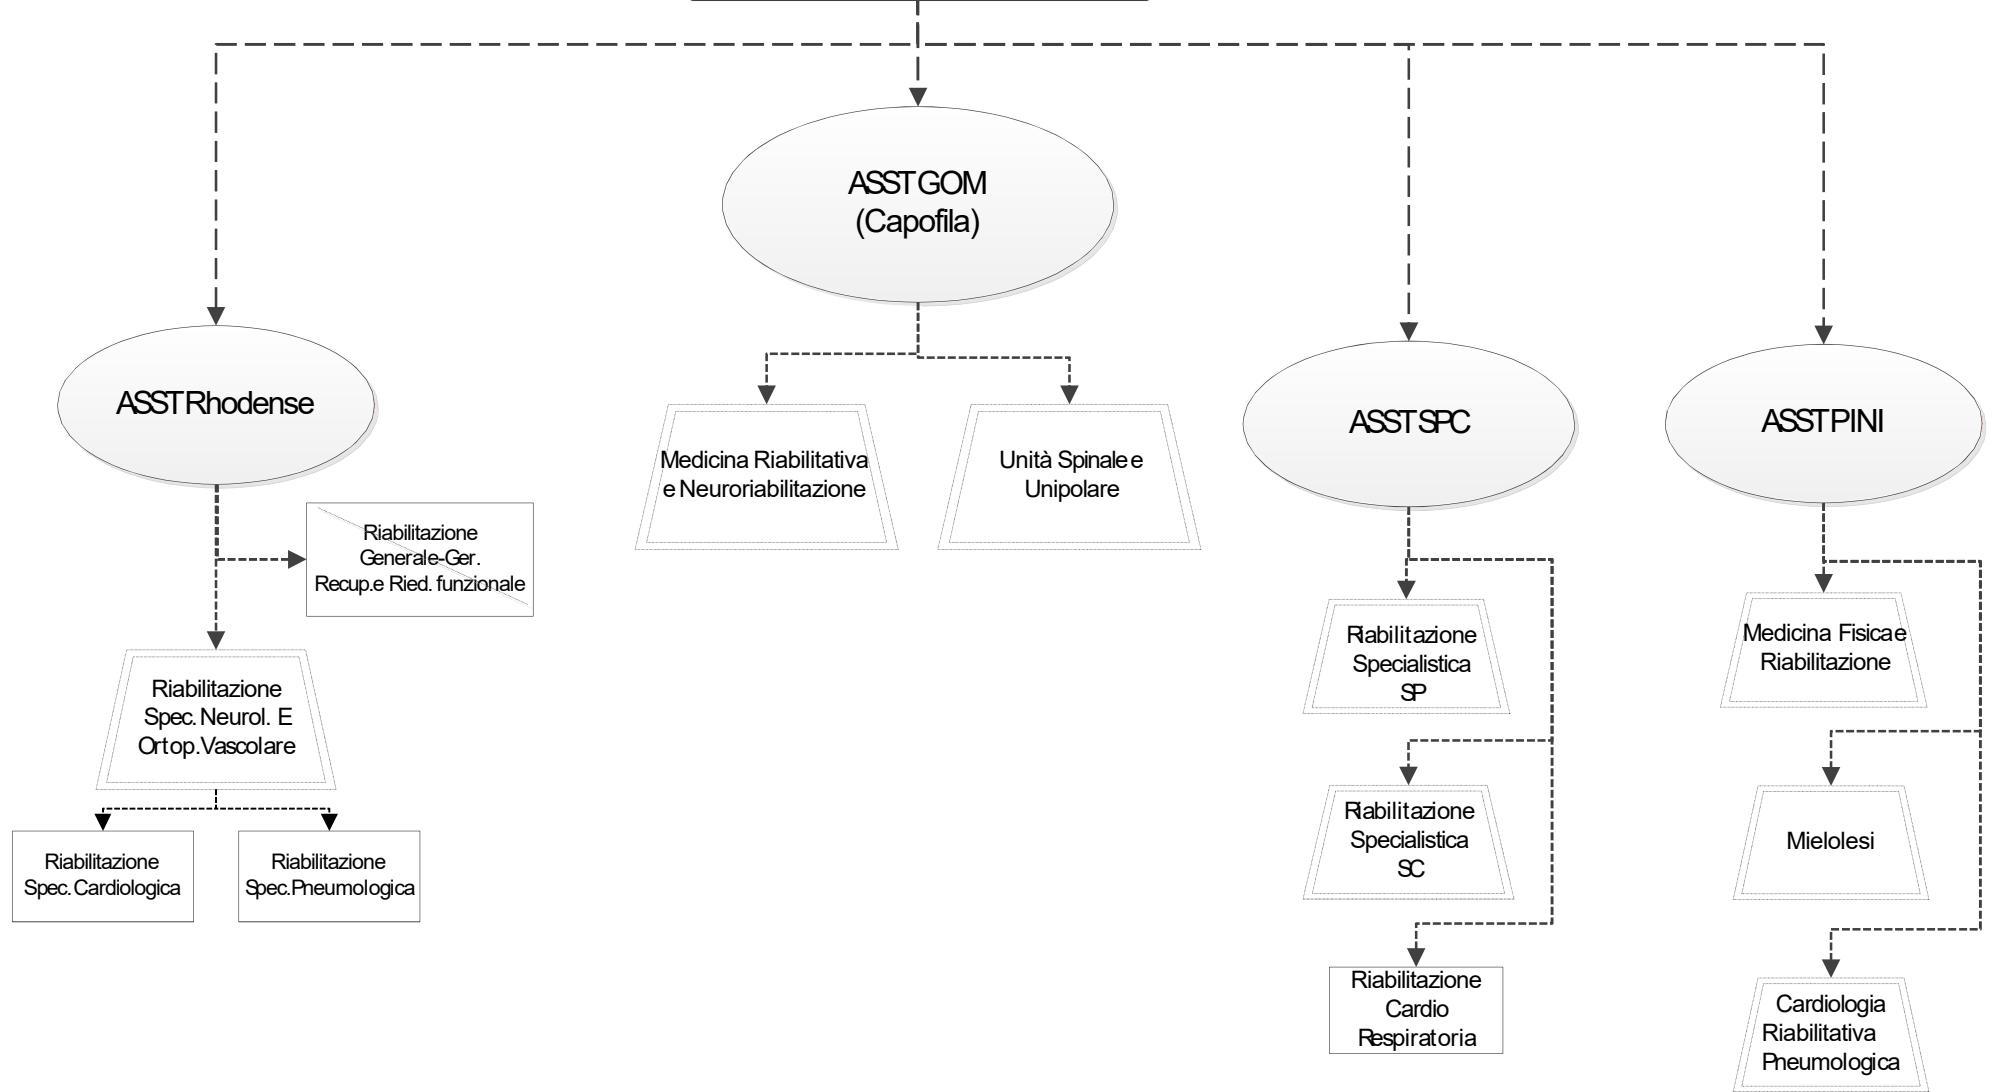 ASST GOM
(Capofila)
ASST Rhodense
ASST SPC
ASST PINI
Medicina Riabilitativa
e Neuroriabilitazione
Unità Spinale e
Unipolare
Riabilitazione
Generale-Ger.
Recup.e Ried. funzionale
Riabilitazione
Spec. Neurol. E
Ortop.Vascolare
Riabilitazione
Spec. Cardiologica
Riabilitazione
Spec.Pneumologica
Riabilitazione
Specialistica
SP
Riabilitazione
Specialistica
SC
Riabilitazione
Cardio
Respiratoria
Medicina Fisica e
Riabilitazione
Mielolesi
Cardiologia
Riabilitativa
Pneumologica